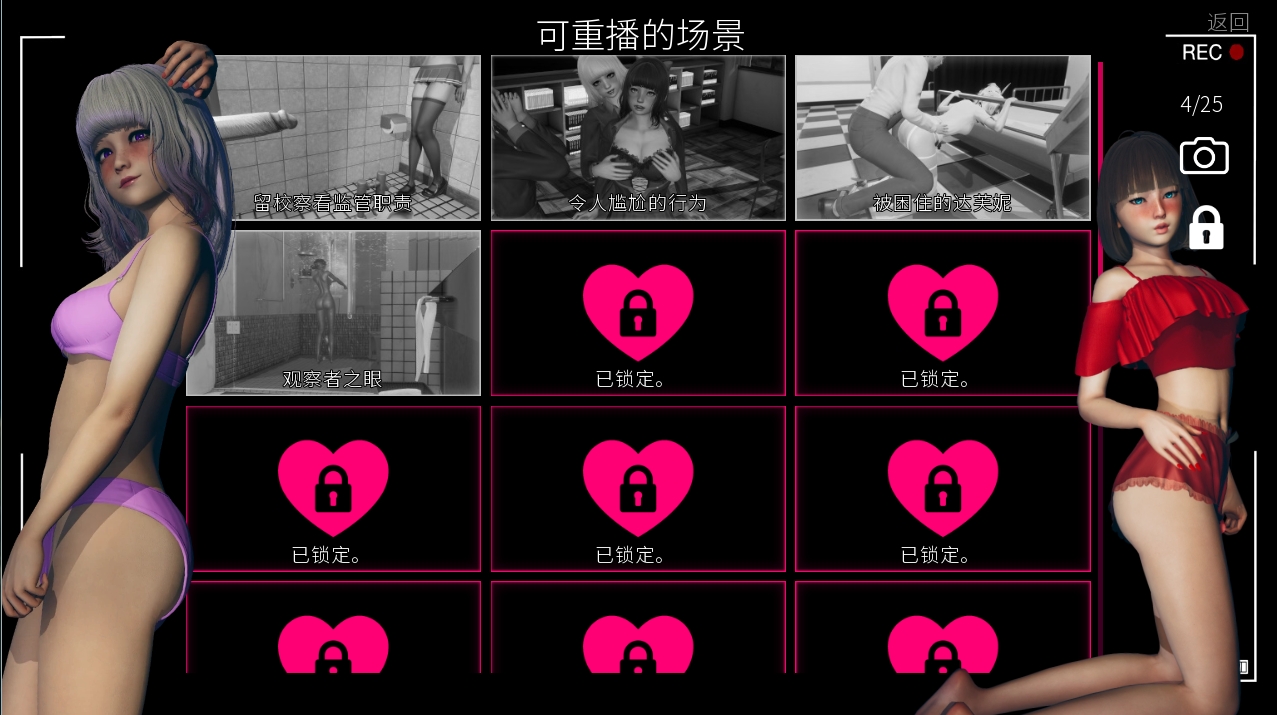 可重播的场景
返回
REC
4/25
留校察看监管职责
令人尴尬的行为
被困住的达芙妮
观察者之眼
已锁定。
已锁定。
已锁定。
已锁定。
已锁定。